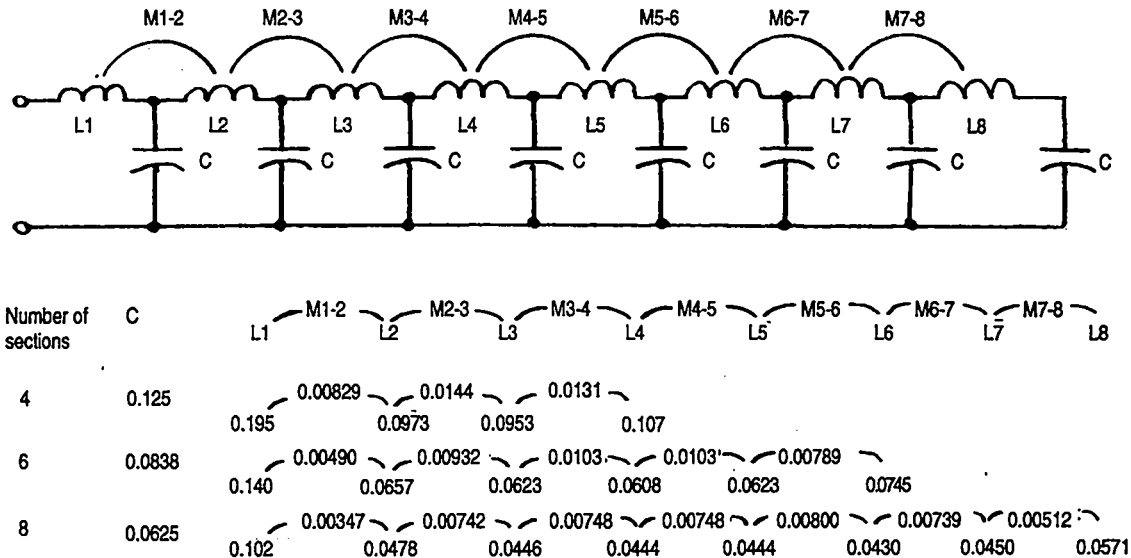 M1-2 M2-3 M3-4 M4-5 M5-6 M6-7 M7-8
L1 L2 L3 L4 L5 L6 L7 L8
C C C C C C C C
Number of sections C L1 M1-2 L2 M2-3 L3 M3-4 L4 M4-5 L5 M5-6 L6 M6-7 L7 M7-8 L8
4 0.125 0.195 0.00829 0.0973 0.0144 0.0953 0.0131 0.107
6 0.0838 0.140 0.00490 0.0657 0.00932 0.0623 0.0103 0.0608 0.0103 0.0623 0.00789 0.0745
8 0.0625 0.102 0.00347 0.0478 0.00742 0.0446 0.00748 0.0444 0.00748 0.0444 0.00800 0.0430 0.00739 0.0450 0.00512 0.0571